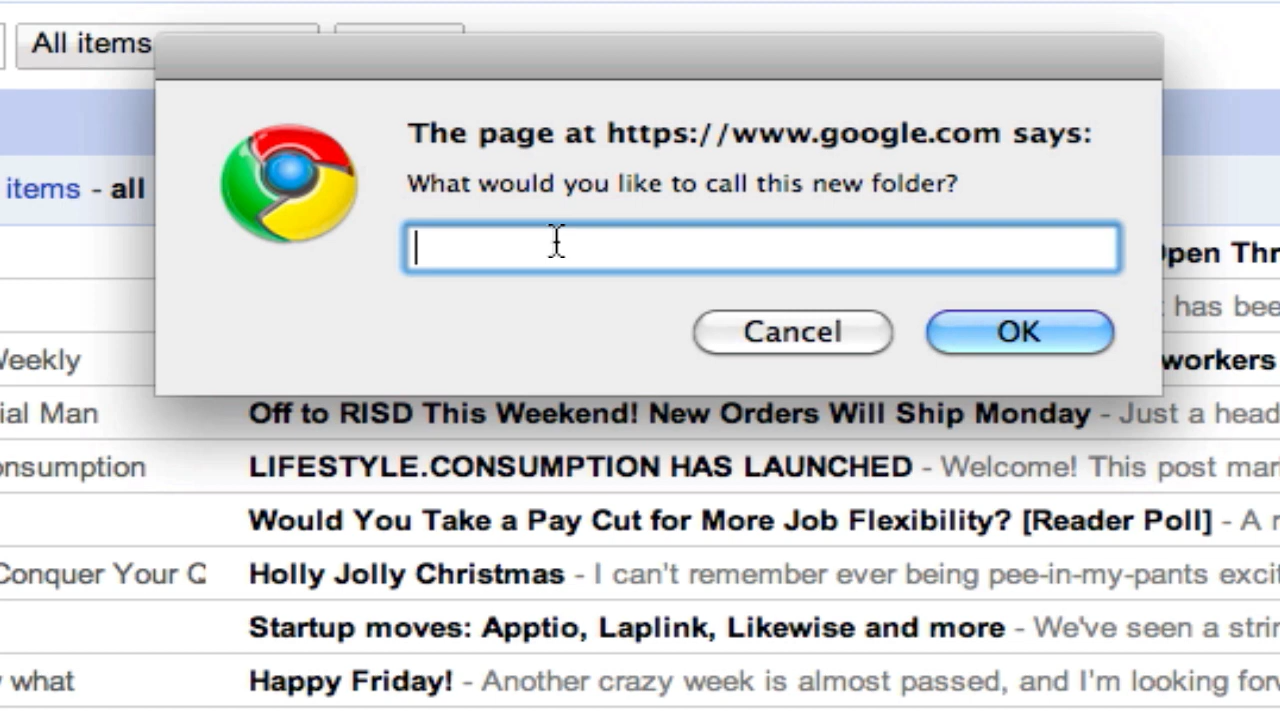 All items
The page at https://www.google.com says:
What would you like to call this new folder?
items - all
Open Thr
has bee
Cancel OK
Weekly workers
ial Man Off to RISD This Weekend! New Orders Will Ship Monday - Just a head
onsumption LIFESTYLE.CONSUMPTION HAS LAUNCHED - Welcome! This post mar
Would You Take a Pay Cut for More Job Flexibility? [Reader Poll] - A r
Conquer Your Q Holly Jolly Christmas - I can't remember ever being pee-in-my-pants excit
Startup moves: Apptio, Laplink, Likewise and more - We've seen a strin
what Happy Friday! - Another crazy week is almost passed, and I'm looking forw